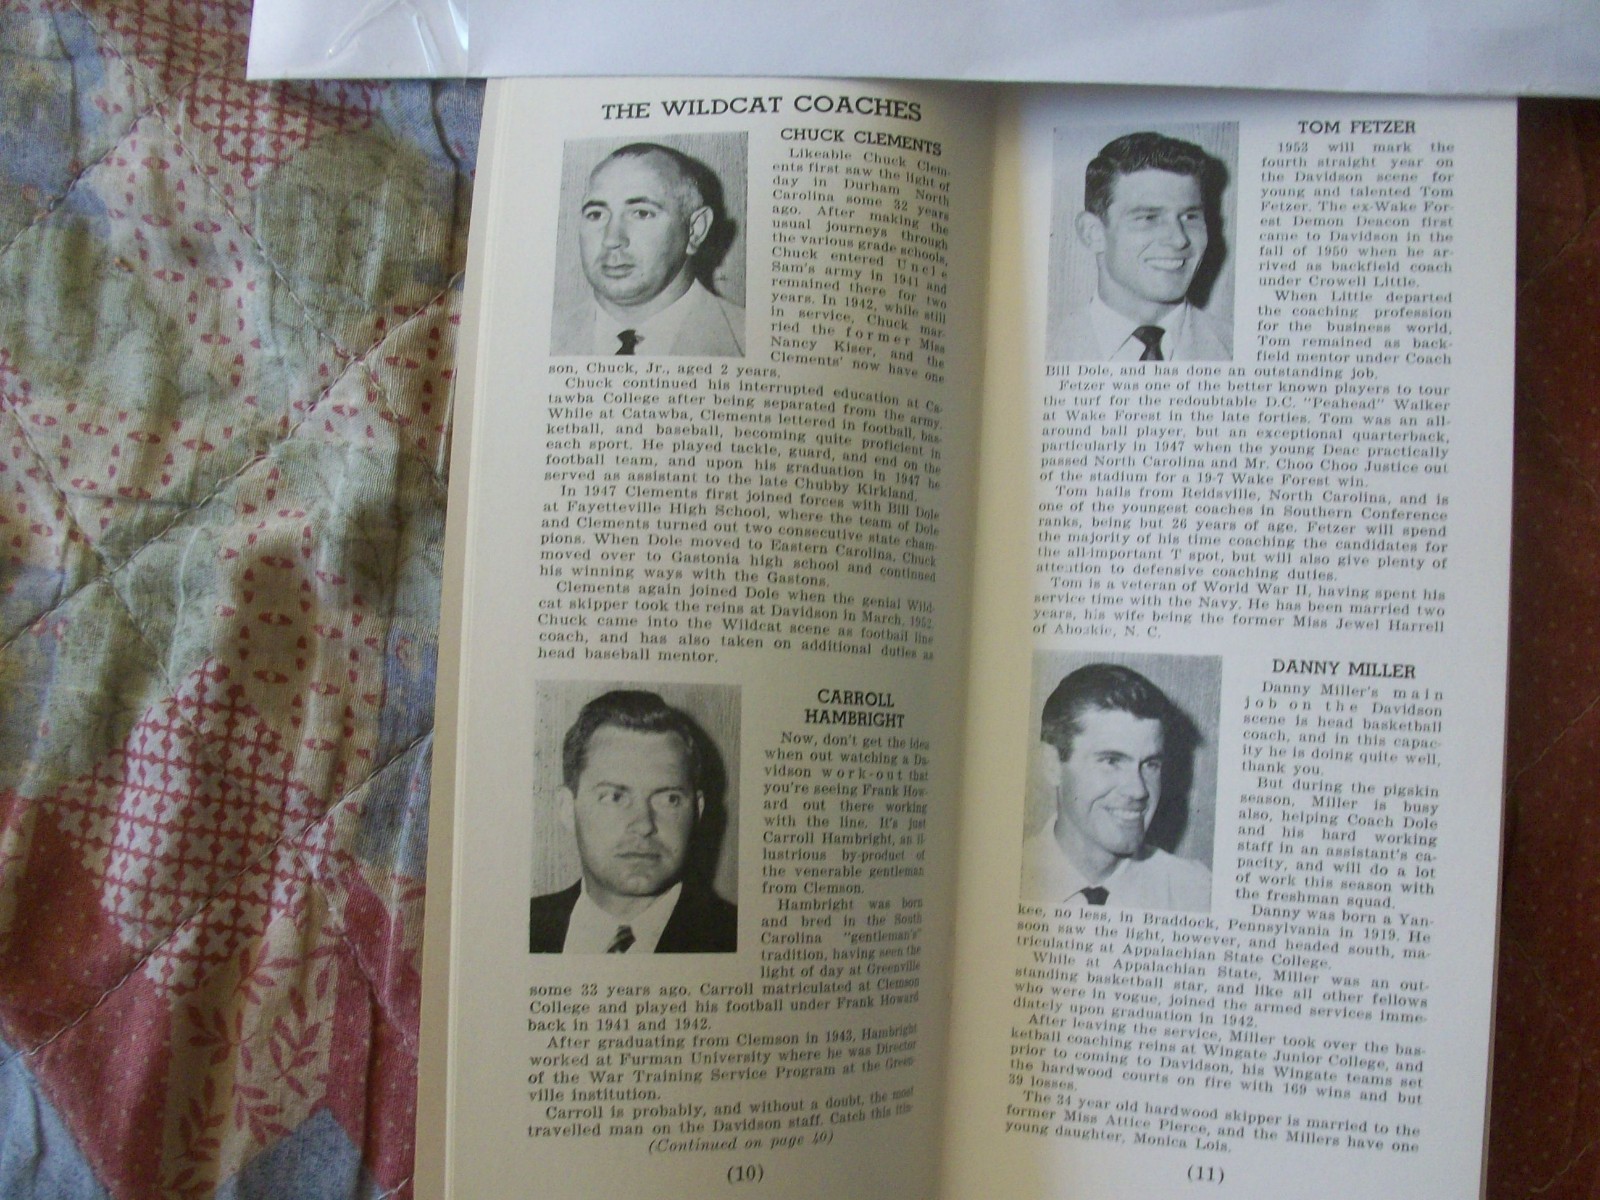 THE WILDCAT COACHES
CHUCK CLEMENTS
Likeable Chuck Clem-
ents first saw the light of
day in Durham North
Carolina some 32 years
ago. After making the
usual journeys through
the various grade schools,
Chuck entered Uncle
Sam's army in 1941 and
remained there for two
years. In 1942, while still
in service, Chuck mar-
ried the former Miss
Nancy Kiser, and the
Clements' now have one
son, Chuck, Jr., aged 2 years.
Chuck continued his interrupted education at Ca-
tawba College after being separated from the army.
While at Catawba, Clements lettered in football, bas-
ketball, and baseball, becoming quite proficient in
each sport. He played tackle, guard, and end on the
football team, and upon his graduation in 1947 he
served as assistant to the late Chubby Kirkland.
In 1947 Clements first joined forces with Bill Dole
at Fayetteville High School, where the team of Dole
and Clements turned out two consecutive state cham-
pions. When Dole moved to Eastern Carolina, Chuck
moved over to Gastonia high school and continued
his winning ways with the Gastons.
Clements again joined Dole when the genial Wild-
cat skipper took the reins at Davidson in March, 1952.
Chuck came into the Wildcat scene as football line
coach, and has also taken on additional duties as
head baseball mentor.
CARROLL
HAMBRIGHT
Now, don't get the idea
when out watching a Da-
vidson work-out that
you're seeing Frank How-
ard out there working
with the line. It's just
Carroll Hambright, an il-
lustrious by-product of
the venerable gentleman
from Clemson.
Hambright was born
and bred in the South
Carolina "gentleman's"
tradition, having seen the
light of day at Greenville
some 33 years ago. Carroll matriculated at Clemson
College and played his football under Frank Howard
back in 1941 and 1942.
After graduating from Clemson in 1943, Hambright
worked at Furman University where he was Director
of the War Training Service Program at the Green-
ville institution.
Carroll is probably, and without a doubt, the most
travelled man on the Davidson staff. Catch this itin-
(Continued on page 40)
(10)
TOM FETZER
1953 will mark the
fourth straight year on
the Davidson scene for
young and talented Tom
Fetzer. The ex-Wake For-
est Demon Deacon first
came to Davidson in the
fall of 1950 when he ar-
rived as backfield coach
under Crowell Little.
When Little departed
the coaching profession
for the business world,
Tom remained as back-
field mentor under Coach
Bill Dole, and has done an outstanding job.
Fetzer was one of the better known players to tour
the turf for the redoubtable D.C. "Peahead" Walker
at Wake Forest in the late forties. Tom was an all-
around ball player, but an exceptional quarterback,
particularly in 1947 when the young Deac practically
passed North Carolina and Mr. Choo Choo Justice out
of the stadium for a 19-7 Wake Forest win.
Tom hails from Reidsville, North Carolina, and is
one of the youngest coaches in Southern Conference
ranks, being but 26 years of age. Fetzer will spend
the majority of his time coaching the candidates for
the all-important T spot, but will also give plenty of
attention to defensive coaching duties.
Tom is a veteran of World War II, having spent his
service time with the Navy. He has been married two
years, his wife being the former Miss Jewel Harrell
of Ahoskie, N. C.
DANNY MILLER
Danny Miller's main
job on the Davidson
scene is head basketball
coach, and in this capac-
ity he is doing quite well,
thank you.
But during the pigskin
season, Miller is busy
also, helping Coach Dole
and his hard working
staff in an assistant's ca-
pacity, and will do a lot
of work this season with
the freshman squad.
Danny was born a Yan-
kee, no less, in Braddock, Pennsylvania in 1919. He
soon saw the light, however, and headed south, ma-
triculating at Appalachian State College.
While at Appalachian State, Miller was an out-
standing basketball star, and like all other fellows
who were in vogue, joined the armed services imme-
diately upon graduation in 1942.
After leaving the service, Miller took over the bas-
ketball coaching reins at Wingate Junior College, and
prior to coming to Davidson, his Wingate teams set
the hardwood courts on fire with 169 wins and but
39 losses.
The 34 year old hardwood skipper is married to the
former Miss Attice Pierce, and the Millers have one
young daughter, Monica Lois.
(11)